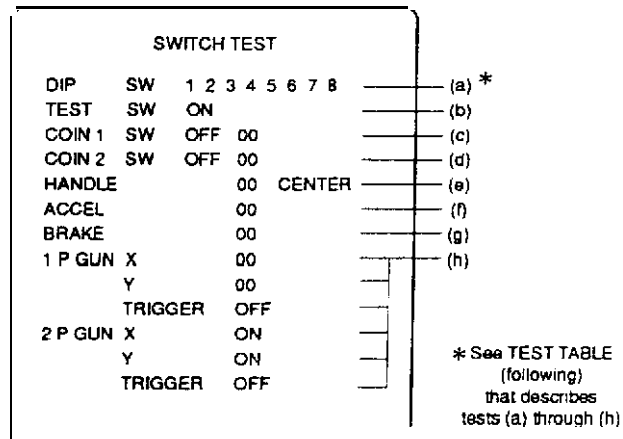 SWITCH TEST
DIP SW 1 2 3 4 5 6 7 8 (a) *
TEST SW ON (b)
COIN 1 SW OFF 00 (c)
COIN 2 SW OFF 00 (d)
HANDLE 00 CENTER (e)
ACCEL 00 (f)
BRAKE 00 (g)
1 P GUN X 00 (h)
Y 00
TRIGGER OFF
2 P GUN X ON
Y ON
TRIGGER OFF
* See TEST TABLE
(following)
that describes
tests (a) through (h)